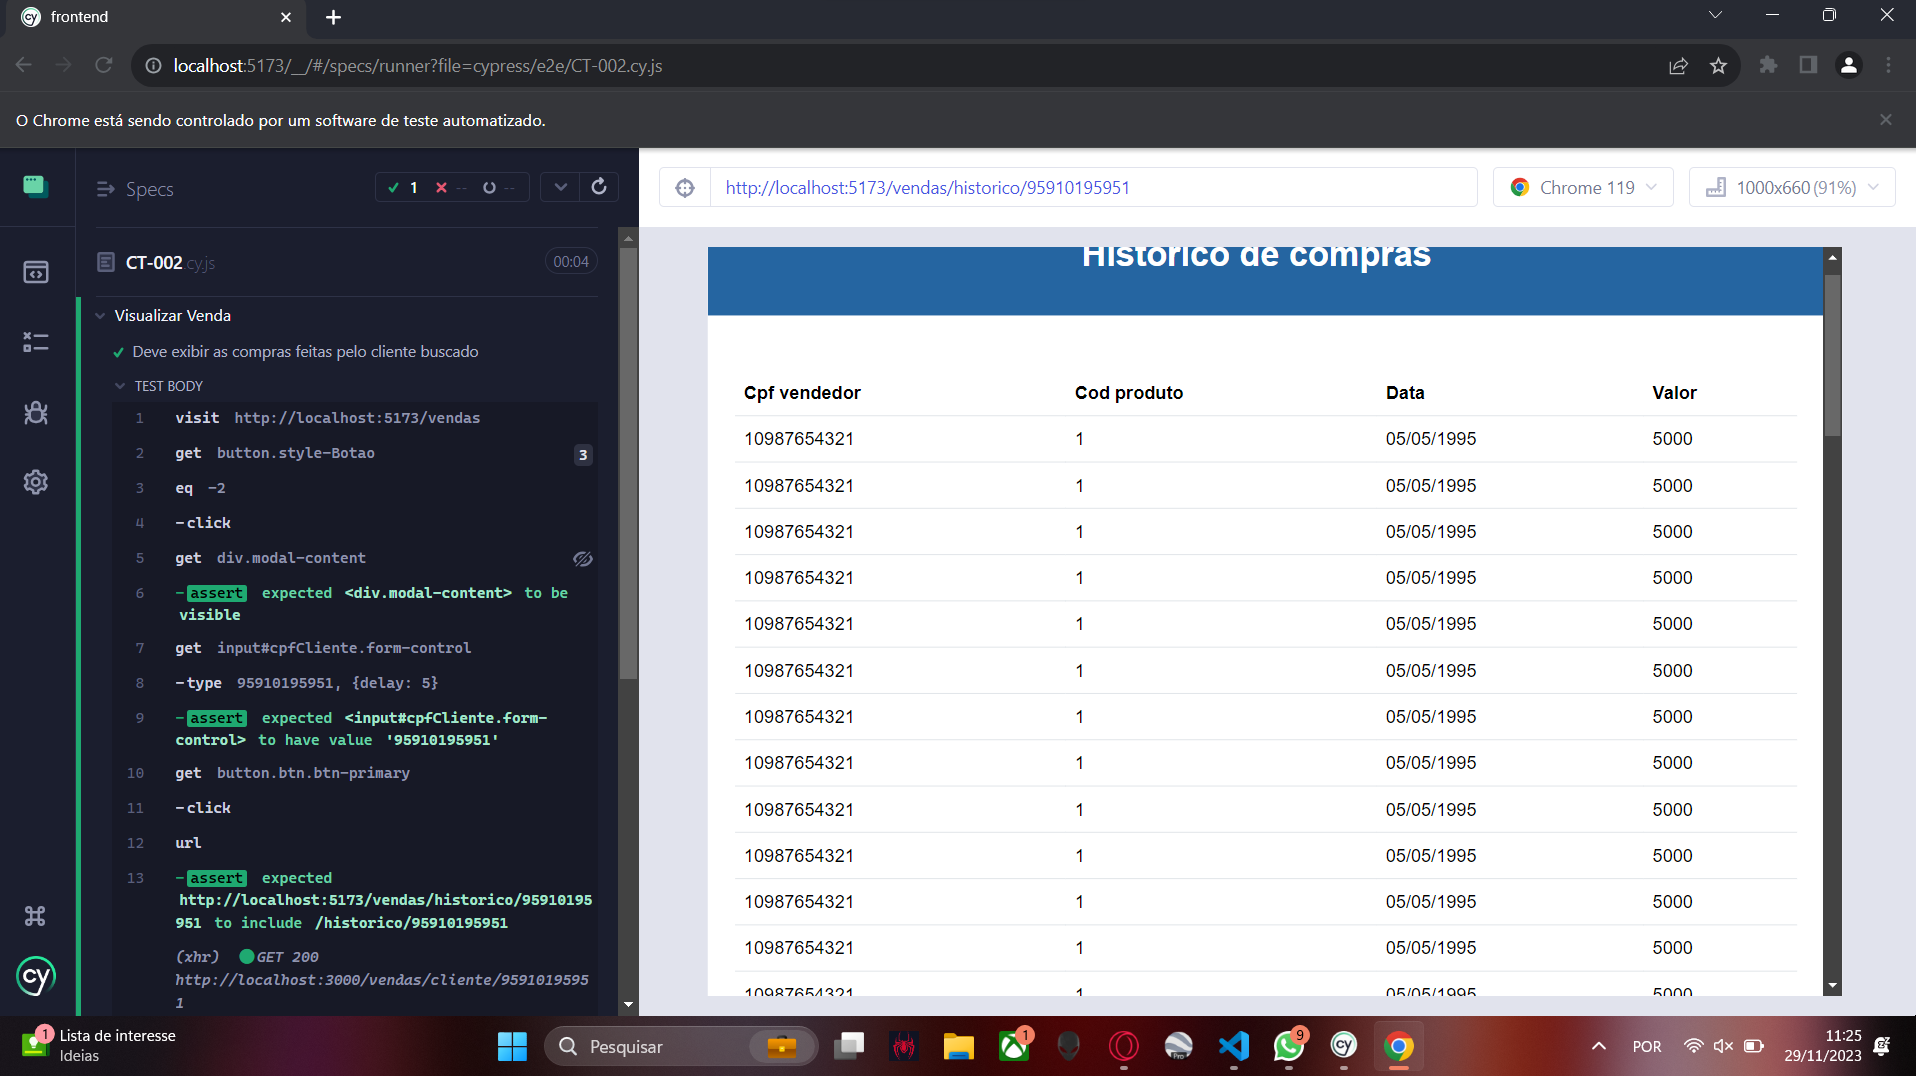 frontend
localhost:5173/__/#/specs/runner?file=cypress/e2e/CT-002.cy.js
O Chrome está sendo controlado por um software de teste automatizado.
Specs
1 -- --
http://localhost:5173/vendas/historico/95910195951
Chrome 119
1000x660 (91%)
CT-002.cy.js
00:04
Visualizar Venda
Deve exibir as compras feitas pelo cliente buscado
TEST BODY
1 visit http://localhost:5173/vendas
2 get button.style-Botao 3
3 eq -2
4 -click
5 get div.modal-content
6 -assert expected <div.modal-content> to be
visible
7 get input#cpfCliente.form-control
8 -type 95910195951, {delay: 5}
9 -assert expected <input#cpfCliente.form-
control> to have value '95910195951'
10 get button.btn.btn-primary
11 -click
12 url
13 -assert expected
http://localhost:5173/vendas/historico/95910195
951 to include /historico/95910195951
(xhr) GET 200
http://localhost:3000/vendas/cliente/9591019595
1
Histórico de compras
Cpf vendedor Cod produto Data Valor
10987654321 1 05/05/1995 5000
10987654321 1 05/05/1995 5000
10987654321 1 05/05/1995 5000
10987654321 1 05/05/1995 5000
10987654321 1 05/05/1995 5000
10987654321 1 05/05/1995 5000
10987654321 1 05/05/1995 5000
10987654321 1 05/05/1995 5000
10987654321 1 05/05/1995 5000
10987654321 1 05/05/1995 5000
10987654321 1 05/05/1995 5000
10987654321 1 05/05/1995 5000
10987654321 1 05/05/1995 5000
cy
1
Lista de interesse
Ideias
Pesquisar
1
Pro
9
cy
POR
11:25
29/11/2023